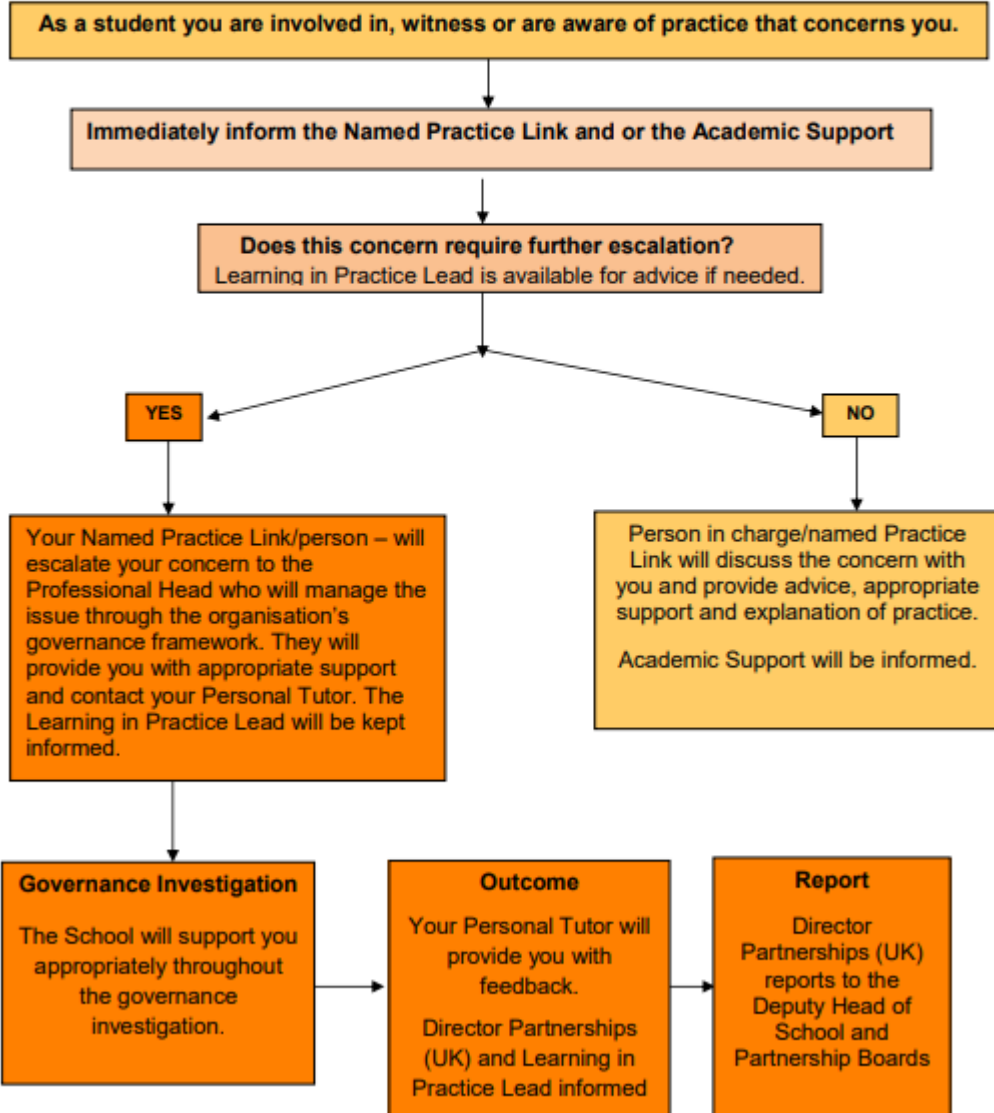 As a student you are involved in, witness or are aware of practice that concerns you.
Immediately inform the Named Practice Link and or the Academic Support
Does this concern require further escalation?
Learning in Practice Lead is available for advice if needed.
YES
NO
Your Named Practice Link/person – will
escalate your concern to the
Professional Head who will manage the
issue through the organisation's
governance framework. They will
provide you with appropriate support
and contact your Personal Tutor. The
Learning in Practice Lead will be kept
informed.
Person in charge/named Practice
Link will discuss the concern with
you and provide advice, appropriate
support and explanation of practice.
Academic Support will be informed.
Governance Investigation
The School will support you
appropriately throughout
the governance
investigation.
Outcome
Your Personal Tutor will
provide you with
feedback.
Director Partnerships
(UK) and Learning in
Practice Lead informed
Report
Director
Partnerships (UK)
reports to the
Deputy Head of
School and
Partnership Boards